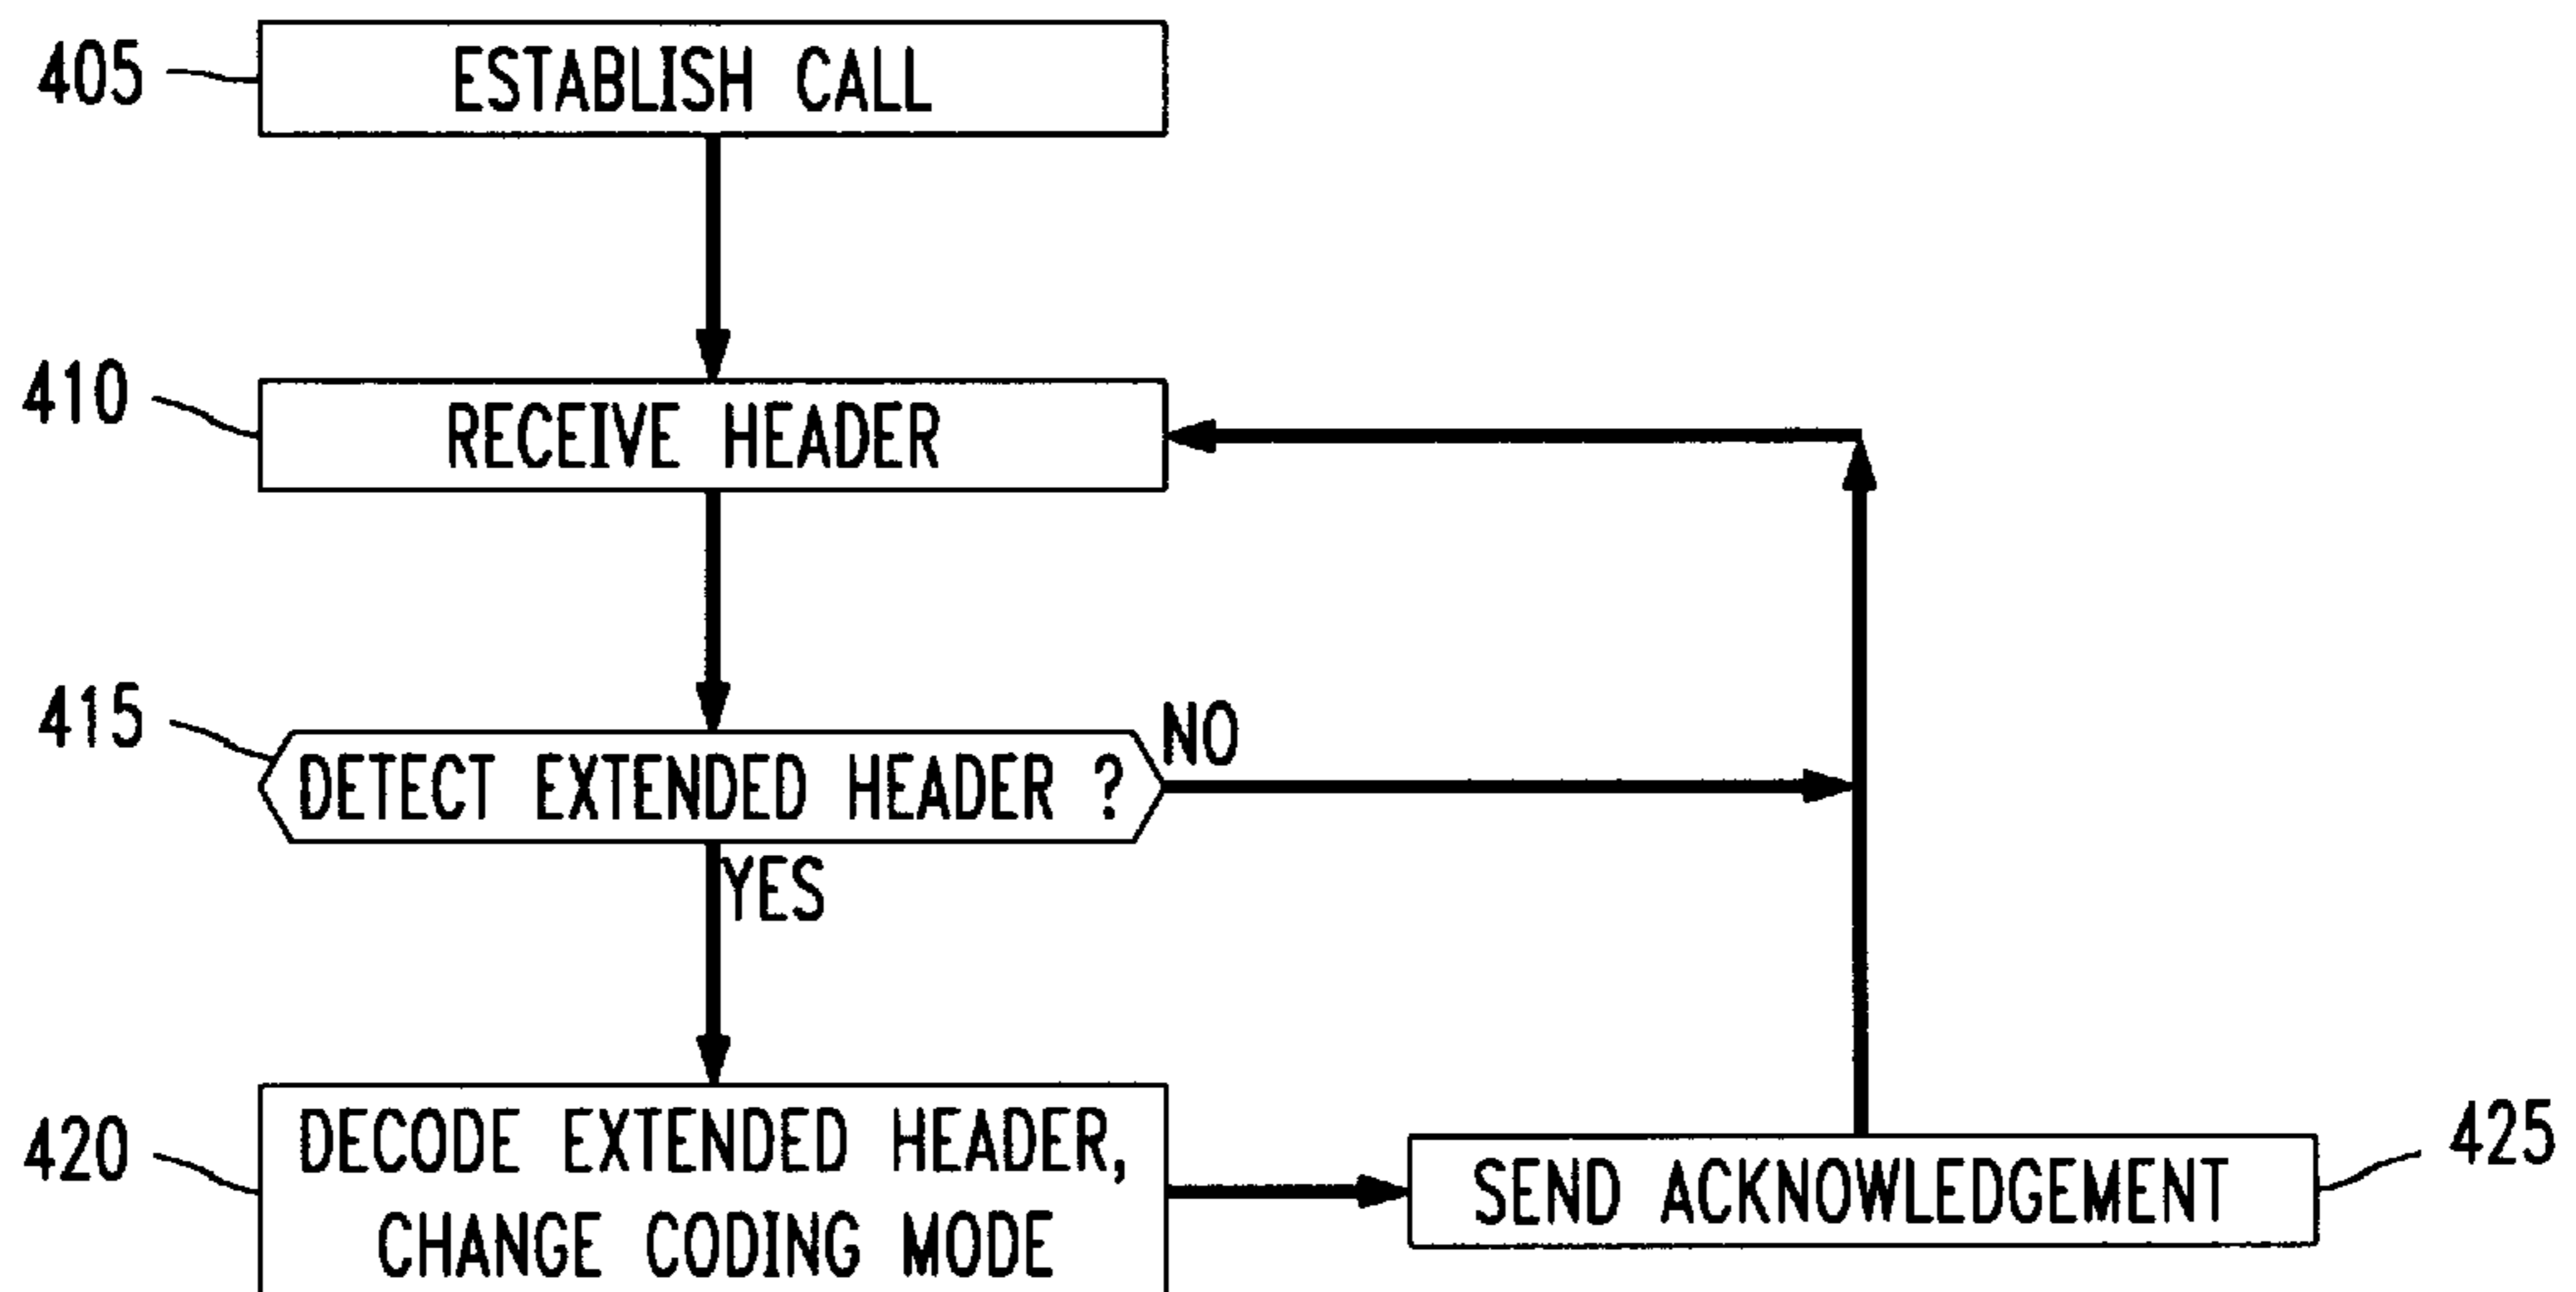 405
ESTABLISH CALL
410
RECEIVE HEADER
415
DETECT EXTENDED HEADER ?
NO
YES
420
DECODE EXTENDED HEADER,
CHANGE CODING MODE
SEND ACKNOWLEDGEMENT
425